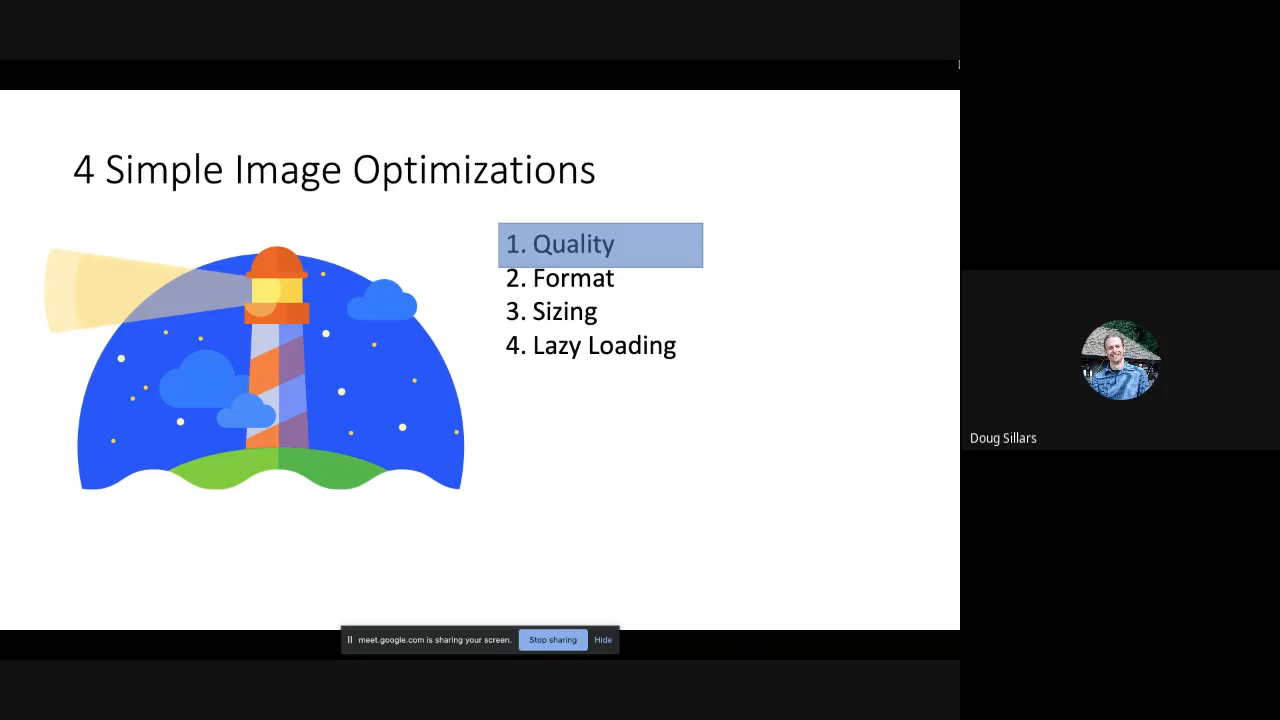 4 Simple Image Optimizations
1. Quality
2. Format
3. Sizing
4. Lazy Loading
Doug Sillars
meet.google.com is sharing your screen. Stop sharing Hide